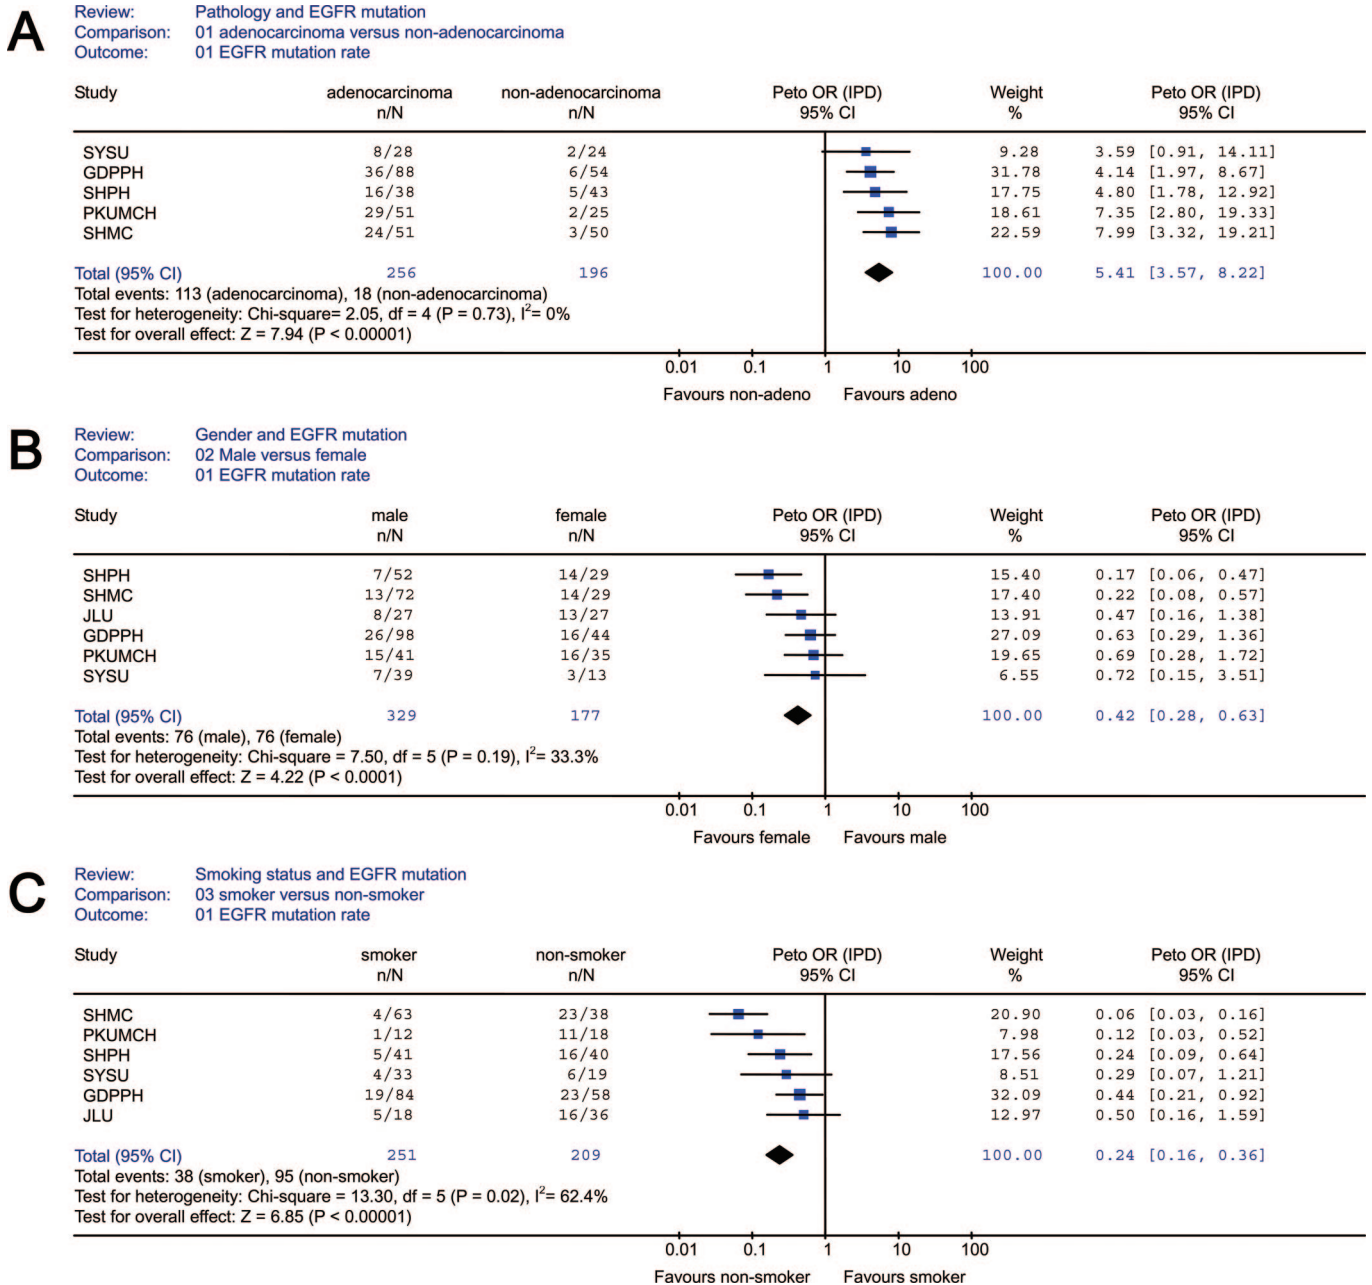 A
Review: Pathology and EGFR mutation
Comparison: 01 adenocarcinoma versus non-adenocarcinoma
Outcome: 01 EGFR mutation rate
Study adenocarcinoma non-adenocarcinoma Peto OR (IPD) Weight Peto OR (IPD)
n/N n/N 95% CI % 95% CI
SYSU 8/28 2/24 9.28 3.59 [0.91, 14.11]
GDPPH 36/88 6/54 31.78 4.14 [1.97, 8.67]
SHPH 16/38 5/43 17.75 4.80 [1.78, 12.92]
PKUMCH 29/51 2/25 18.61 7.35 [2.80, 19.33]
SHMC 24/51 3/50 22.59 7.99 [3.32, 19.21]
Total (95% CI) 256 196 100.00 5.41 [3.57, 8.22]
Total events: 113 (adenocarcinoma), 18 (non-adenocarcinoma)
Test for heterogeneity: Chi-square= 2.05, df = 4 (P = 0.73), I²= 0%
Test for overall effect: Z = 7.94 (P < 0.00001)
0.01 0.1 1 10 100
Favours non-adeno Favours adeno
B
Review: Gender and EGFR mutation
Comparison: 02 Male versus female
Outcome: 01 EGFR mutation rate
Study male female Peto OR (IPD) Weight Peto OR (IPD)
n/N n/N 95% CI % 95% CI
SHPH 7/52 14/29 15.40 0.17 [0.06, 0.47]
SHMC 13/72 14/29 17.40 0.22 [0.08, 0.57]
JLU 8/27 13/27 13.91 0.47 [0.16, 1.38]
GDPPH 26/98 16/44 27.09 0.63 [0.29, 1.36]
PKUMCH 15/41 16/35 19.65 0.69 [0.28, 1.72]
SYSU 7/39 3/13 6.55 0.72 [0.15, 3.51]
Total (95% CI) 329 177 100.00 0.42 [0.28, 0.63]
Total events: 76 (male), 76 (female)
Test for heterogeneity: Chi-square = 7.50, df = 5 (P = 0.19), I²= 33.3%
Test for overall effect: Z = 4.22 (P < 0.0001)
0.01 0.1 1 10 100
Favours female Favours male
C
Review: Smoking status and EGFR mutation
Comparison: 03 smoker versus non-smoker
Outcome: 01 EGFR mutation rate
Study smoker non-smoker Peto OR (IPD) Weight Peto OR (IPD)
n/N n/N 95% CI % 95% CI
SHMC 4/63 23/38 20.90 0.06 [0.03, 0.16]
PKUMCH 1/12 11/18 7.98 0.12 [0.03, 0.52]
SHPH 5/41 16/40 17.56 0.24 [0.09, 0.64]
SYSU 4/33 6/19 8.51 0.29 [0.07, 1.21]
GDPPH 19/84 23/58 32.09 0.44 [0.21, 0.92]
JLU 5/18 16/36 12.97 0.50 [0.16, 1.59]
Total (95% CI) 251 209 100.00 0.24 [0.16, 0.36]
Total events: 38 (smoker), 95 (non-smoker)
Test for heterogeneity: Chi-square = 13.30, df = 5 (P = 0.02), I²= 62.4%
Test for overall effect: Z = 6.85 (P < 0.00001)
0.01 0.1 1 10 100
Favours non-smoker Favours smoker